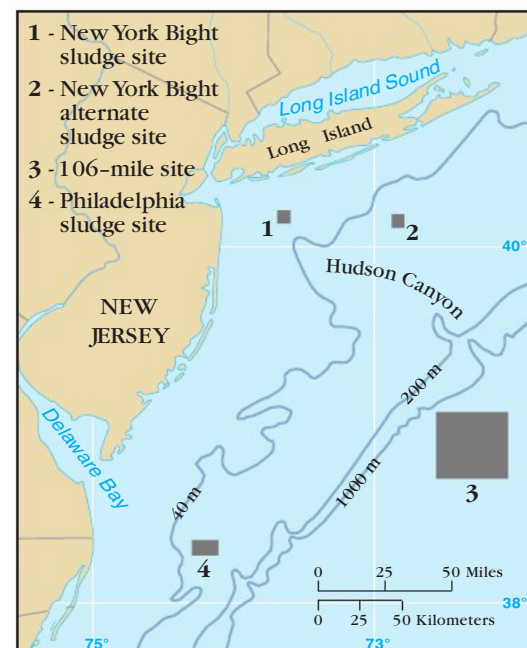 1 - New York Bight
sludge site
2 - New York Bight
alternate
sludge site
3 - 106-mile site
4 - Philadelphia
sludge site
Long Island Sound
Long Island
1
2
40°
Hudson Canyon
NEW
JERSEY
200 m
1000 m
3
Delaware Bay
40 m
4
0 25 50 Miles
0 25 50 Kilometers
38°
75°
73°